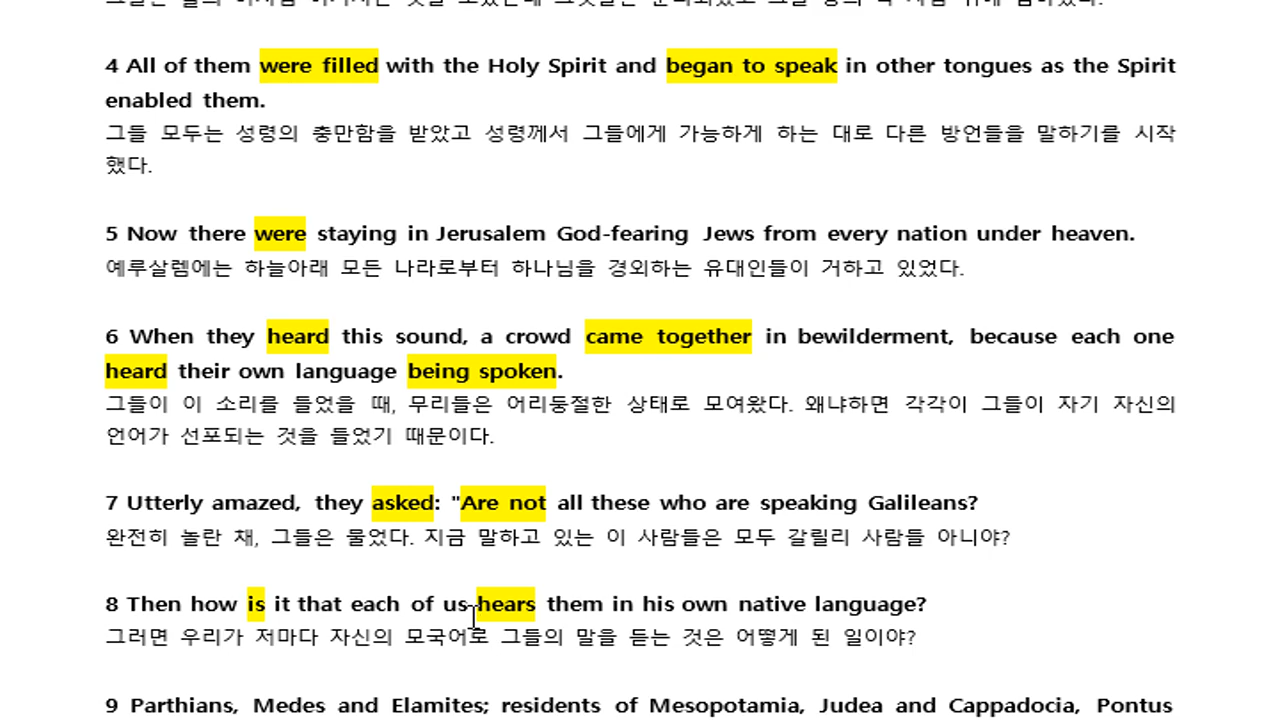 4 All of them were filled with the Holy Spirit and began to speak in other tongues as the Spirit
enabled them.
그들 모두는 성령의 충만함을 받았고 성령께서 그들에게 가능하게 하는 대로 다른 방언들을 말하기를 시작
했다.
5 Now there were staying in Jerusalem God-fearing Jews from every nation under heaven.
예루살렘에는 하늘아래 모든 나라로부터 하나님을 경외하는 유대인들이 거하고 있었다.
6 When they heard this sound, a crowd came together in bewilderment, because each one
heard their own language being spoken.
그들이 이 소리를 들었을 때, 무리들은 어리둥절한 상태로 모여왔다. 왜냐하면 각각이 그들이 자기 자신의
언어가 선포되는 것을 들었기 때문이다.
7 Utterly amazed, they asked: "Are not all these who are speaking Galileans?
완전히 놀란 채, 그들은 물었다. 지금 말하고 있는 이 사람들은 모두 갈릴리 사람들 아니야?
8 Then how is it that each of us hears them in his own native language?
그러면 우리가 저마다 자신의 모국어로 그들의 말을 듣는 것은 어떻게 된 일이야?
9 Parthians, Medes and Elamites; residents of Mesopotamia, Judea and Cappadocia, Pontus